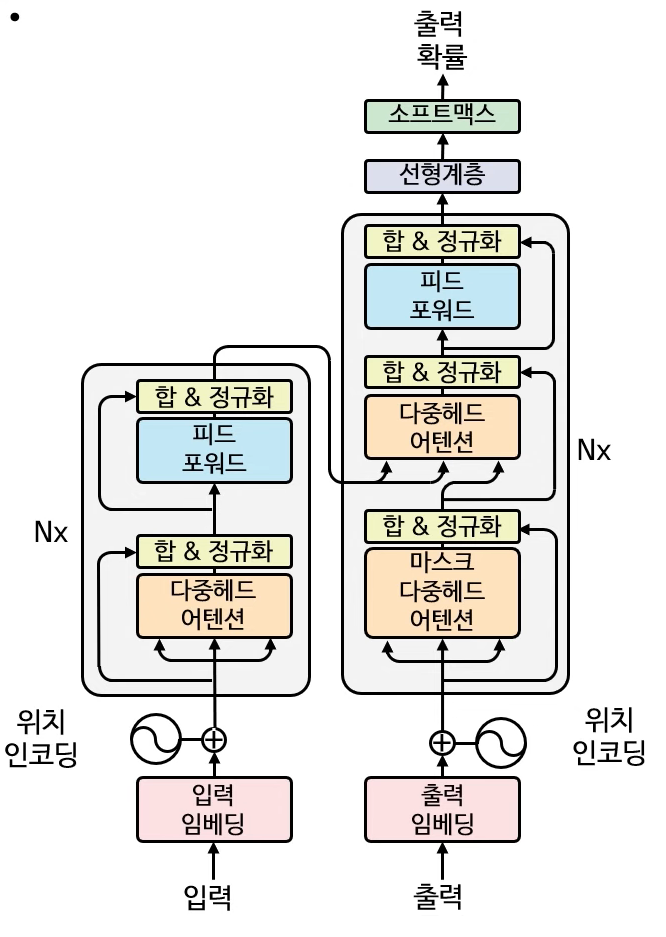 출력
확률
소프트맥스
선형계층
합 & 정규화
피드
포워드
합 & 정규화
다중헤드
어텐션
Nx
합 & 정규화
마스크
다중헤드
어텐션
합 & 정규화
피드
포워드
Nx
합 & 정규화
다중헤드
어텐션
위치
인코딩
위치
인코딩
입력
임베딩
출력
임베딩
입력
출력